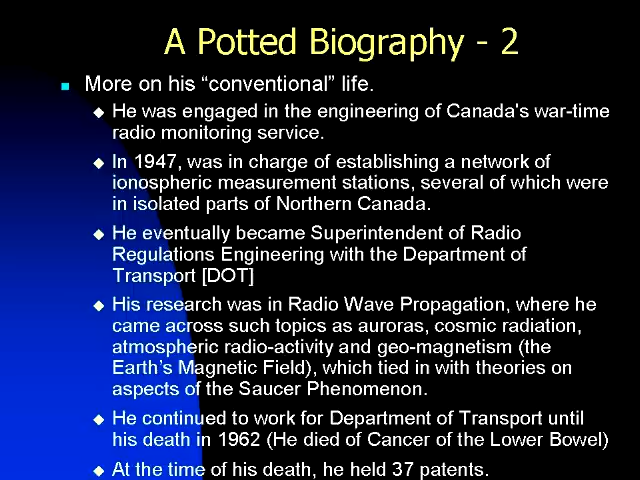 A Potted Biography - 2
More on his “conventional” life.
He was engaged in the engineering of Canada's war-time
radio monitoring service.
In 1947, was in charge of establishing a network of
ionospheric measurement stations, several of which were
in isolated parts of Northern Canada.
He eventually became Superintendent of Radio
Regulations Engineering with the Department of
Transport [DOT]
His research was in Radio Wave Propagation, where he
came across such topics as auroras, cosmic radiation,
atmospheric radio-activity and geo-magnetism (the
Earth’s Magnetic Field), which tied in with theories on
aspects of the Saucer Phenomenon.
He continued to work for Department of Transport until
his death in 1962 (He died of Cancer of the Lower Bowel)
At the time of his death, he held 37 patents.